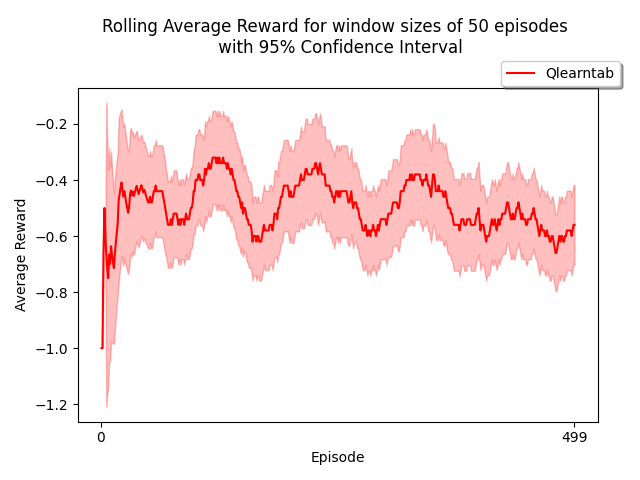 Rolling Average Reward for window sizes of 50 episodes
with 95% Confidence Interval
Qlearntab
−0.2
−0.4
−0.6
−0.8
−1.0
−1.2
Average Reward
0
499
Episode